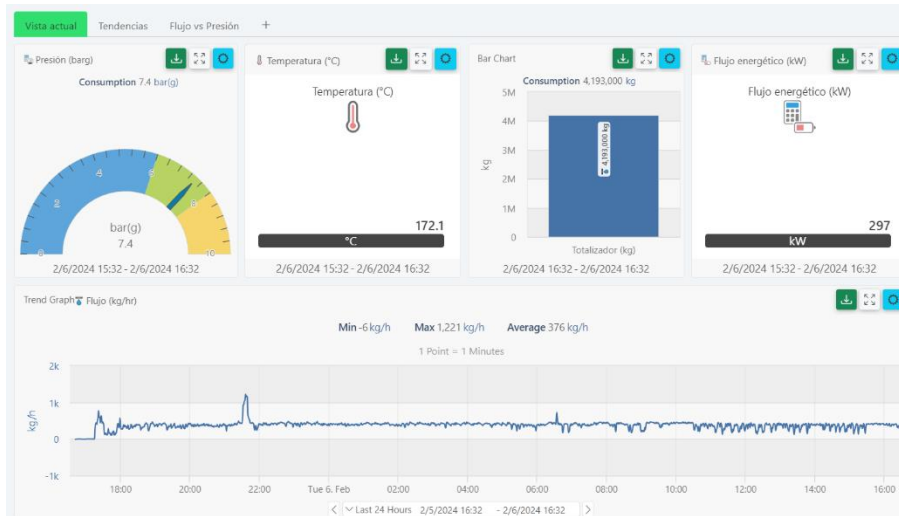 Vista actual
Tendencias
Flujo vs Presión
+
Presión (barg)
Consumption 7.4 bar(g)
0
2
4
6
8
10
bar(g)
7.4
2/6/2024 15:32 - 2/6/2024 16:32
Temperatura (°C)
Temperatura (°C)
172.1
°C
2/6/2024 15:32 - 2/6/2024 16:32
Bar Chart
Consumption 4,193,000 kg
5M
4M
3M
2M
1M
0
kg
4,193,000 kg
Totalizador (kg)
2/6/2024 16:32 - 2/6/2024 16:32
Flujo energético (kW)
Flujo energético (kW)
297
kW
2/6/2024 15:32 - 2/6/2024 16:32
Trend Graph Flujo (kg/hr)
Min -6 kg/h Max 1,221 kg/h Average 376 kg/h
1 Point = 1 Minutes
2k
1k
0
-1k
kg/h
18:00 20:00 22:00 Tue 6. Feb 02:00 04:00 06:00 08:00 10:00 12:00 14:00 16:00
Last 24 Hours 2/5/2024 16:32 - 2/6/2024 16:32